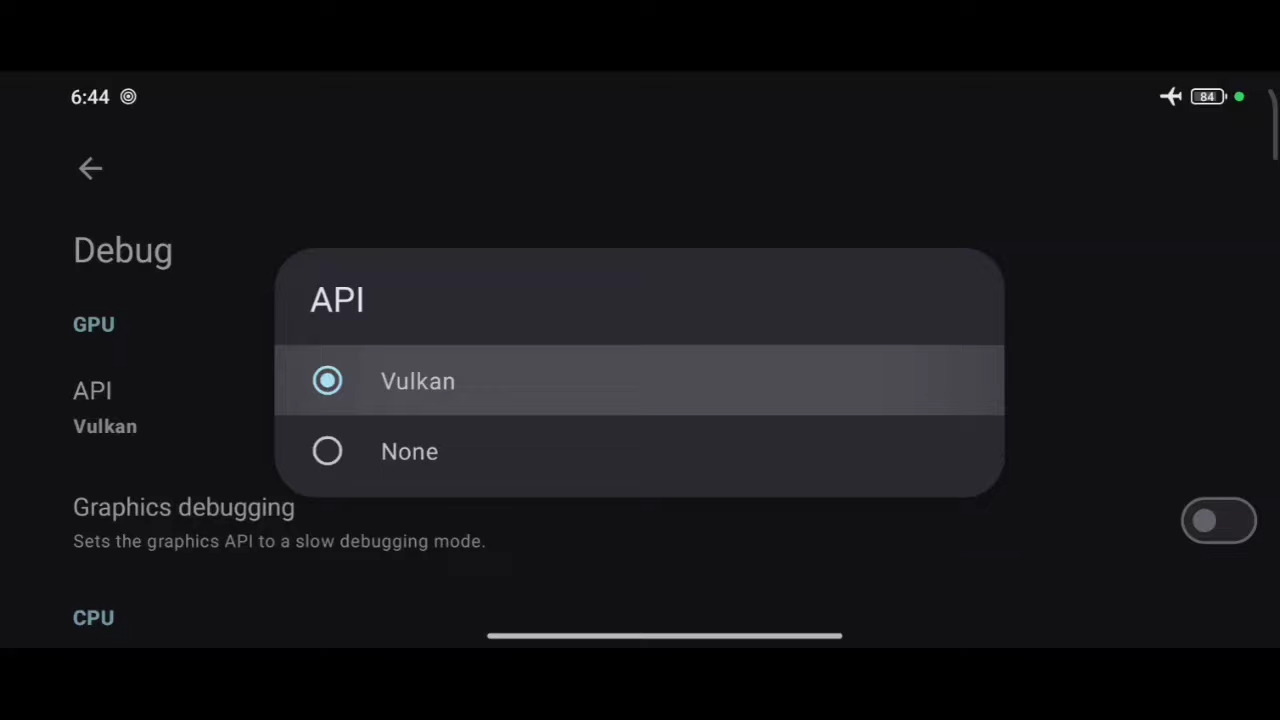 6:44
84
Debug
GPU
API
Vulkan
Graphics debugging
Sets the graphics API to a slow debugging mode.
CPU
API
Vulkan
None